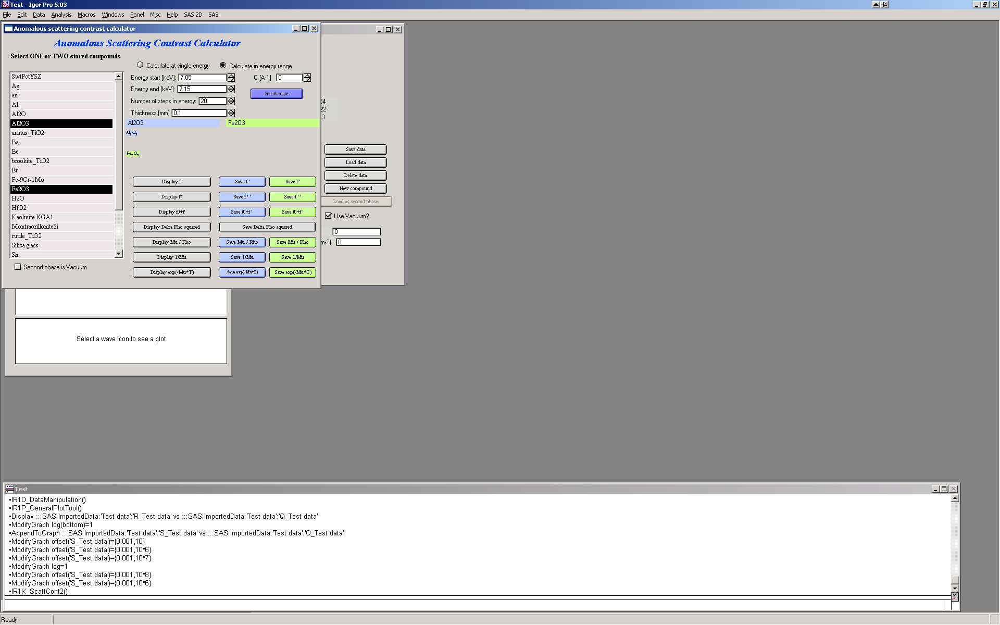 Test - Igor Pro 5.03
File Edit Data Analysis Macros Windows Panel Misc Help SAS 2D SAS
Anomalous scattering contrast calculator
Anomalous Scattering Contrast Calculator
Select ONE or TWO stored compounds
Calculate at single energy Calculate in energy range
8wtPctYSZ
Ag
air
Al
Al2O
Al2O3
anatas_TiO2
Ba
Be
brookite_TiO2
Er
Fe-9Cr-1Mo
Fe2O3
H2O
HfO2
Kaolinite KGA1
MontmorilloniteSi
rutile_TiO2
Silica glass
Sn
Second phase is Vacuum
Energy start [keV]: 7.05 Q [A-1] 0
Energy end [keV]: 7.15
Recalculate
Number of steps in energy: 20
Thickness [mm] 0.1
Al2O3 Fe2O3
Al2 O3
Fe2 O3
Display f' Save f ' Save f '
Display f'' Save f ' ' Save f ' '
Display f0+f' Save f0+f ' Save f0+f '
Display Delta Rho squared Save Delta Rho squared
Display Mu / Rho Save Mu / Rho Save Mu / Rho
Display 1/Mu Save 1/Mu Save 1/Mu
Display exp(-Mu*T) Save exp(-Mu*T) Save exp(-Mu*T)
54
22
3
Save data
Load data
Delete data
New compound
Load as second phase
Use Vacuum?
0
m-2] 0
Select a wave icon to see a plot
Test
•IR1D_DataManipulation()
•IR1P_GeneralPlotTool()
•Display :::SAS:ImportedData:'Test data':'R_Test data' vs :::SAS:ImportedData:'Test data':'Q_Test data'
•ModifyGraph log(bottom)=1
•AppendToGraph :::SAS:ImportedData:'Test data':'S_Test data' vs :::SAS:ImportedData:'Test data':'Q_Test data'
•ModifyGraph offset('S_Test data')={0.001,10}
•ModifyGraph offset('S_Test data')={0.001,10^6}
•ModifyGraph offset('S_Test data')={0.001,10^7}
•ModifyGraph log=1
•ModifyGraph offset('S_Test data')={0.001,10^8}
•ModifyGraph offset('S_Test data')={0.001,10^6}
•IR1K_ScattCont2()
Ready